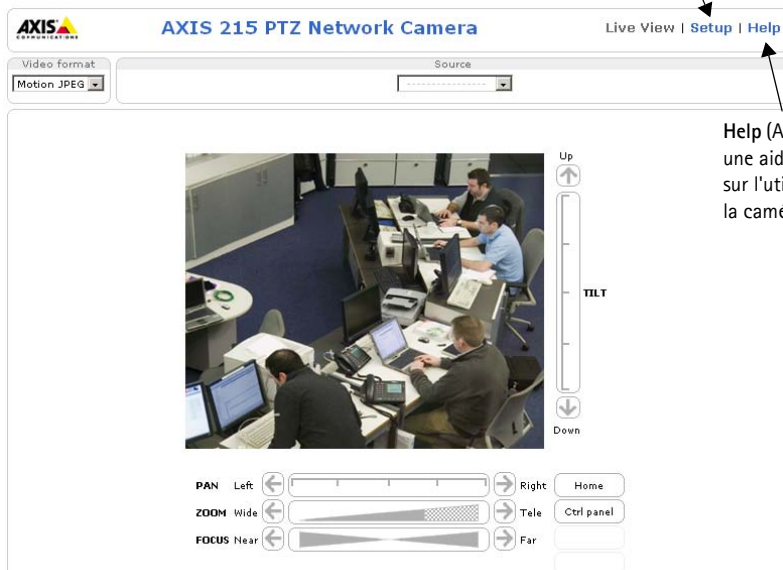 AXIS
COMMUNICATIONS
AXIS 215 PTZ Network Camera
Live View | Setup | Help
Video format
Source
Motion JPEG
Help (A
une aid
sur l'uti
la camé
Up
TILT
Down
PAN Left Right Home
ZOOM Wide Tele Ctrl panel
FOCUS Near Far